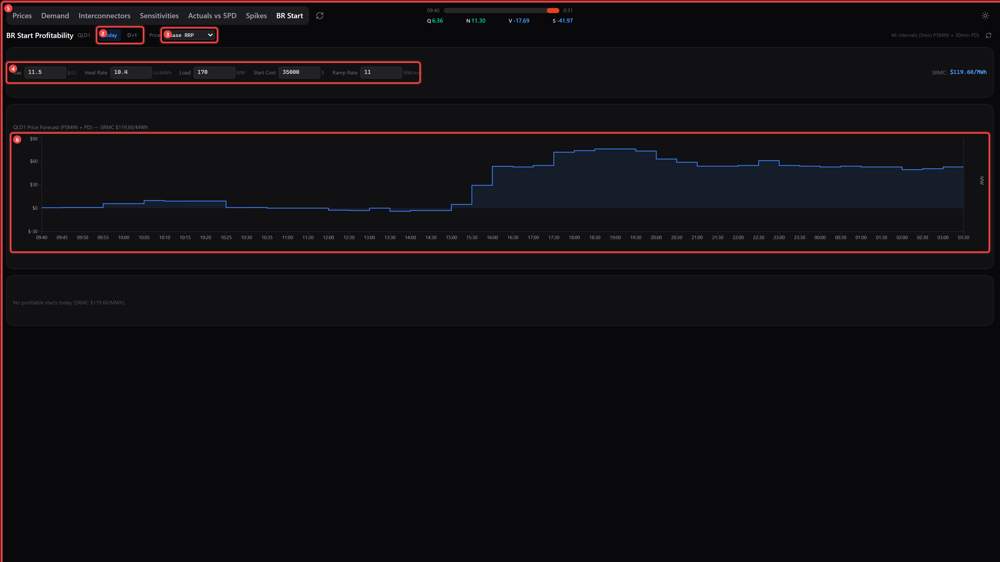 5
Prices Demand Interconnectors Sensitivities Actuals vs 5PD Spikes BR Start
09:40 0:31
Q 6.36 N 11.30 V -17.69 S -41.97
BR Start Profitability QLD1 2 oday D+1 Price 3 ase RRP 46 intervals (5min P5MIN + 30min PD)
4 as 11.5 $/GJ Heat Rate 10.4 GJ/MWh Load 170 MW Start Cost 35000 $ Ramp Rate 11 MW/min SRMC: $119.60/MWh
QLD1 Price Forecast (P5MIN + PD) — SRMC $119.60/MWh
6
$90
$60
$30
$0
$-30
MW
09:40 09:45 09:50 09:55 10:00 10:05 10:10 10:15 10:20 10:25 10:30 10:35 11:00 11:30 12:00 12:30 13:00 13:30 14:00 14:30 15:00 15:30 16:00 16:30 17:00 17:30 18:00 18:30 19:00 19:30 20:00 20:30 21:00 21:30 22:00 22:30 23:00 23:30 00:00 00:30 01:00 01:30 02:00 02:30 03:00 03:30
No profitable starts today (SRMC $119.60/MWh).